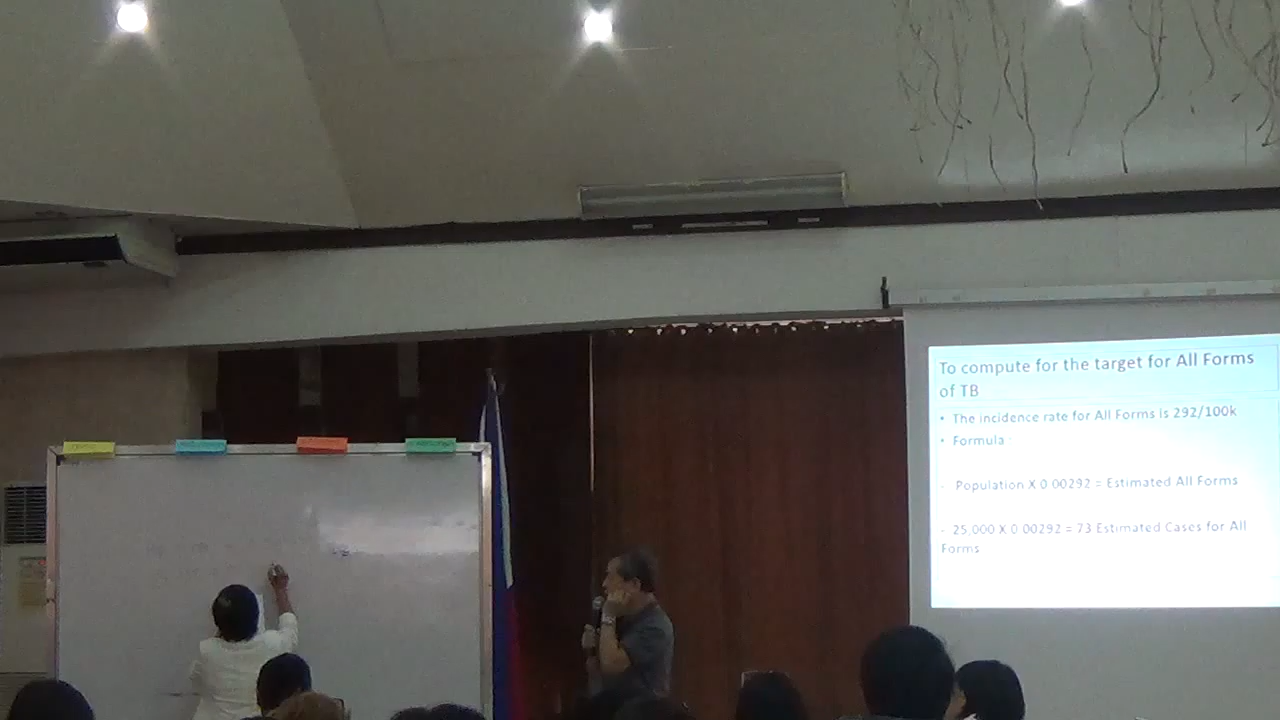 To compute for the target for All Forms
of TB
• The incidence rate for All Forms is 292/100k
• Formula :
- Population X 0.00292 = Estimated All Forms
- 25,000 X 0.00292 = 73 Estimated Cases for All
Forms